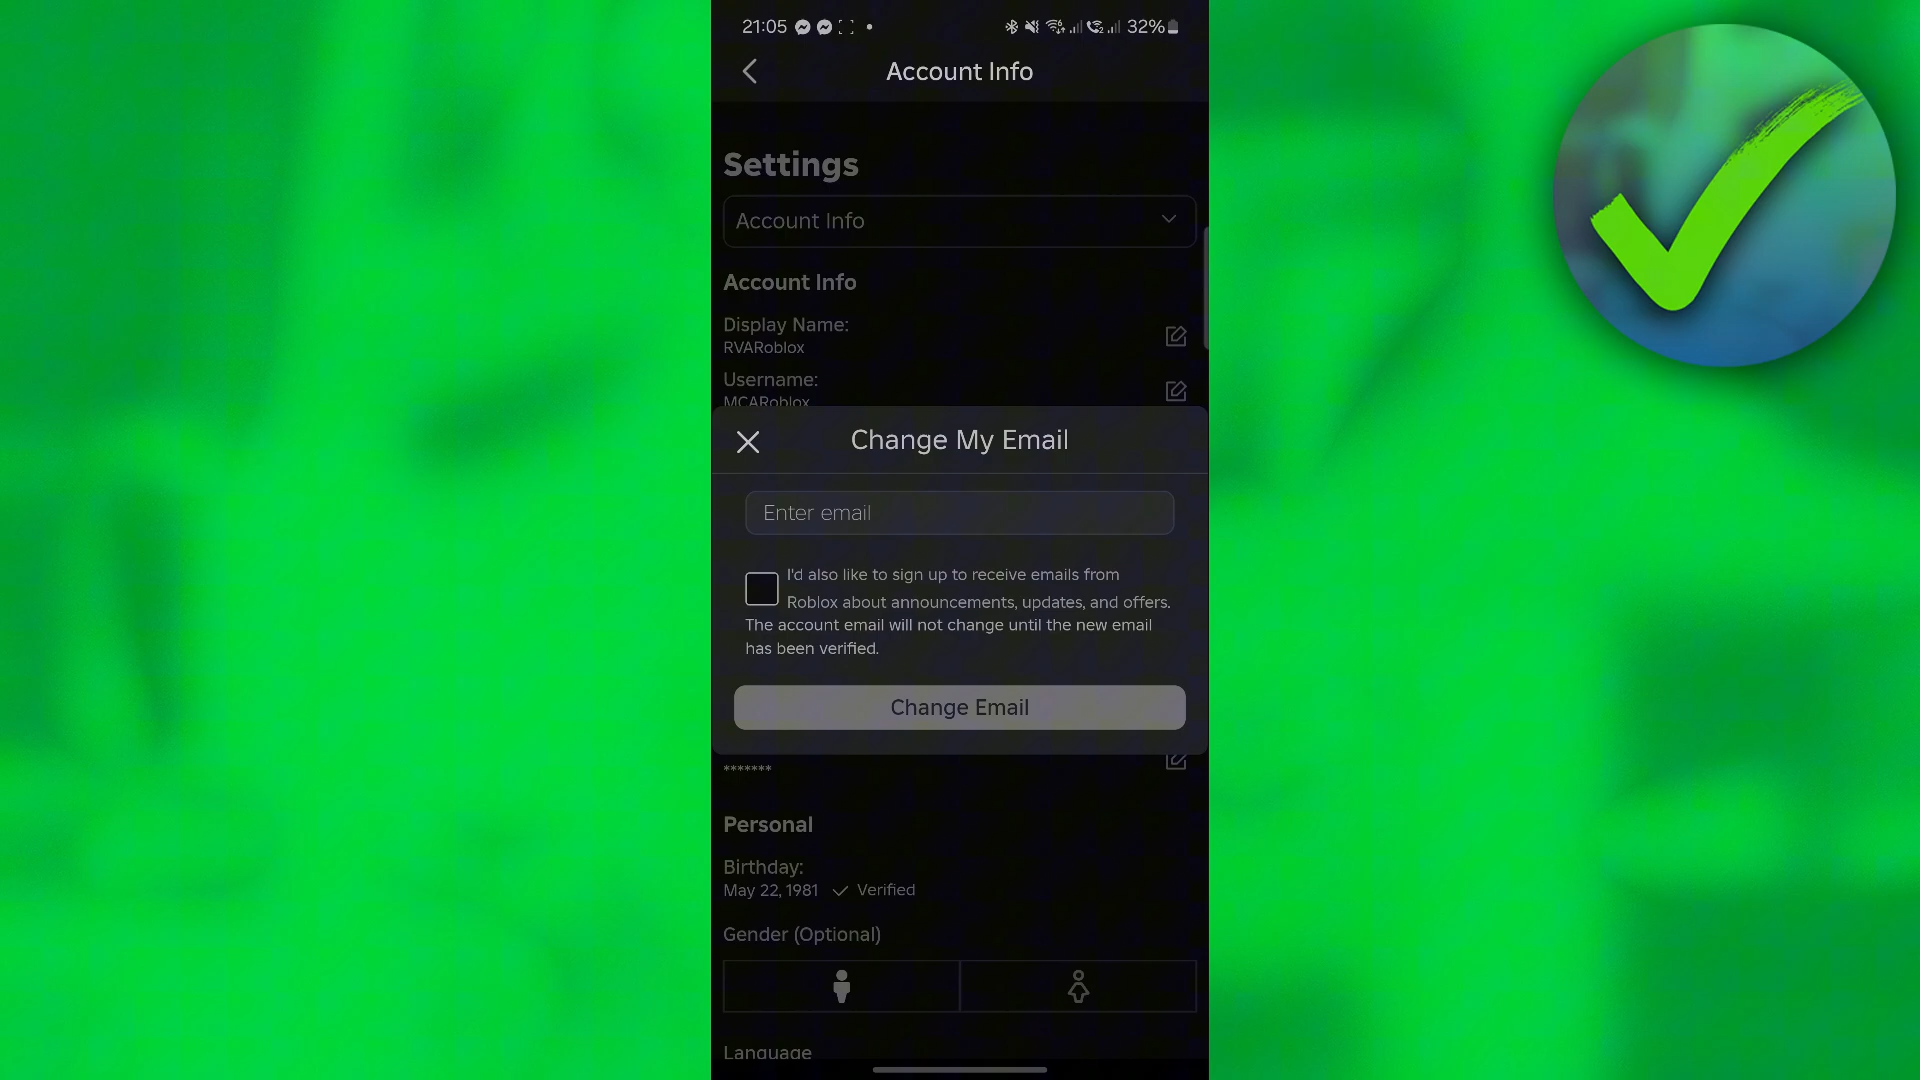 21:05
32%
Account Info
Settings
Account Info
Account Info
Display Name:
RVARoblox
Username:
MCARoblox
Change My Email
Enter email
I'd also like to sign up to receive emails from
Roblox about announcements, updates, and offers.
The account email will not change until the new email
has been verified.
Change Email
*******
Personal
Birthday:
May 22, 1981 Verified
Gender (Optional)
Language